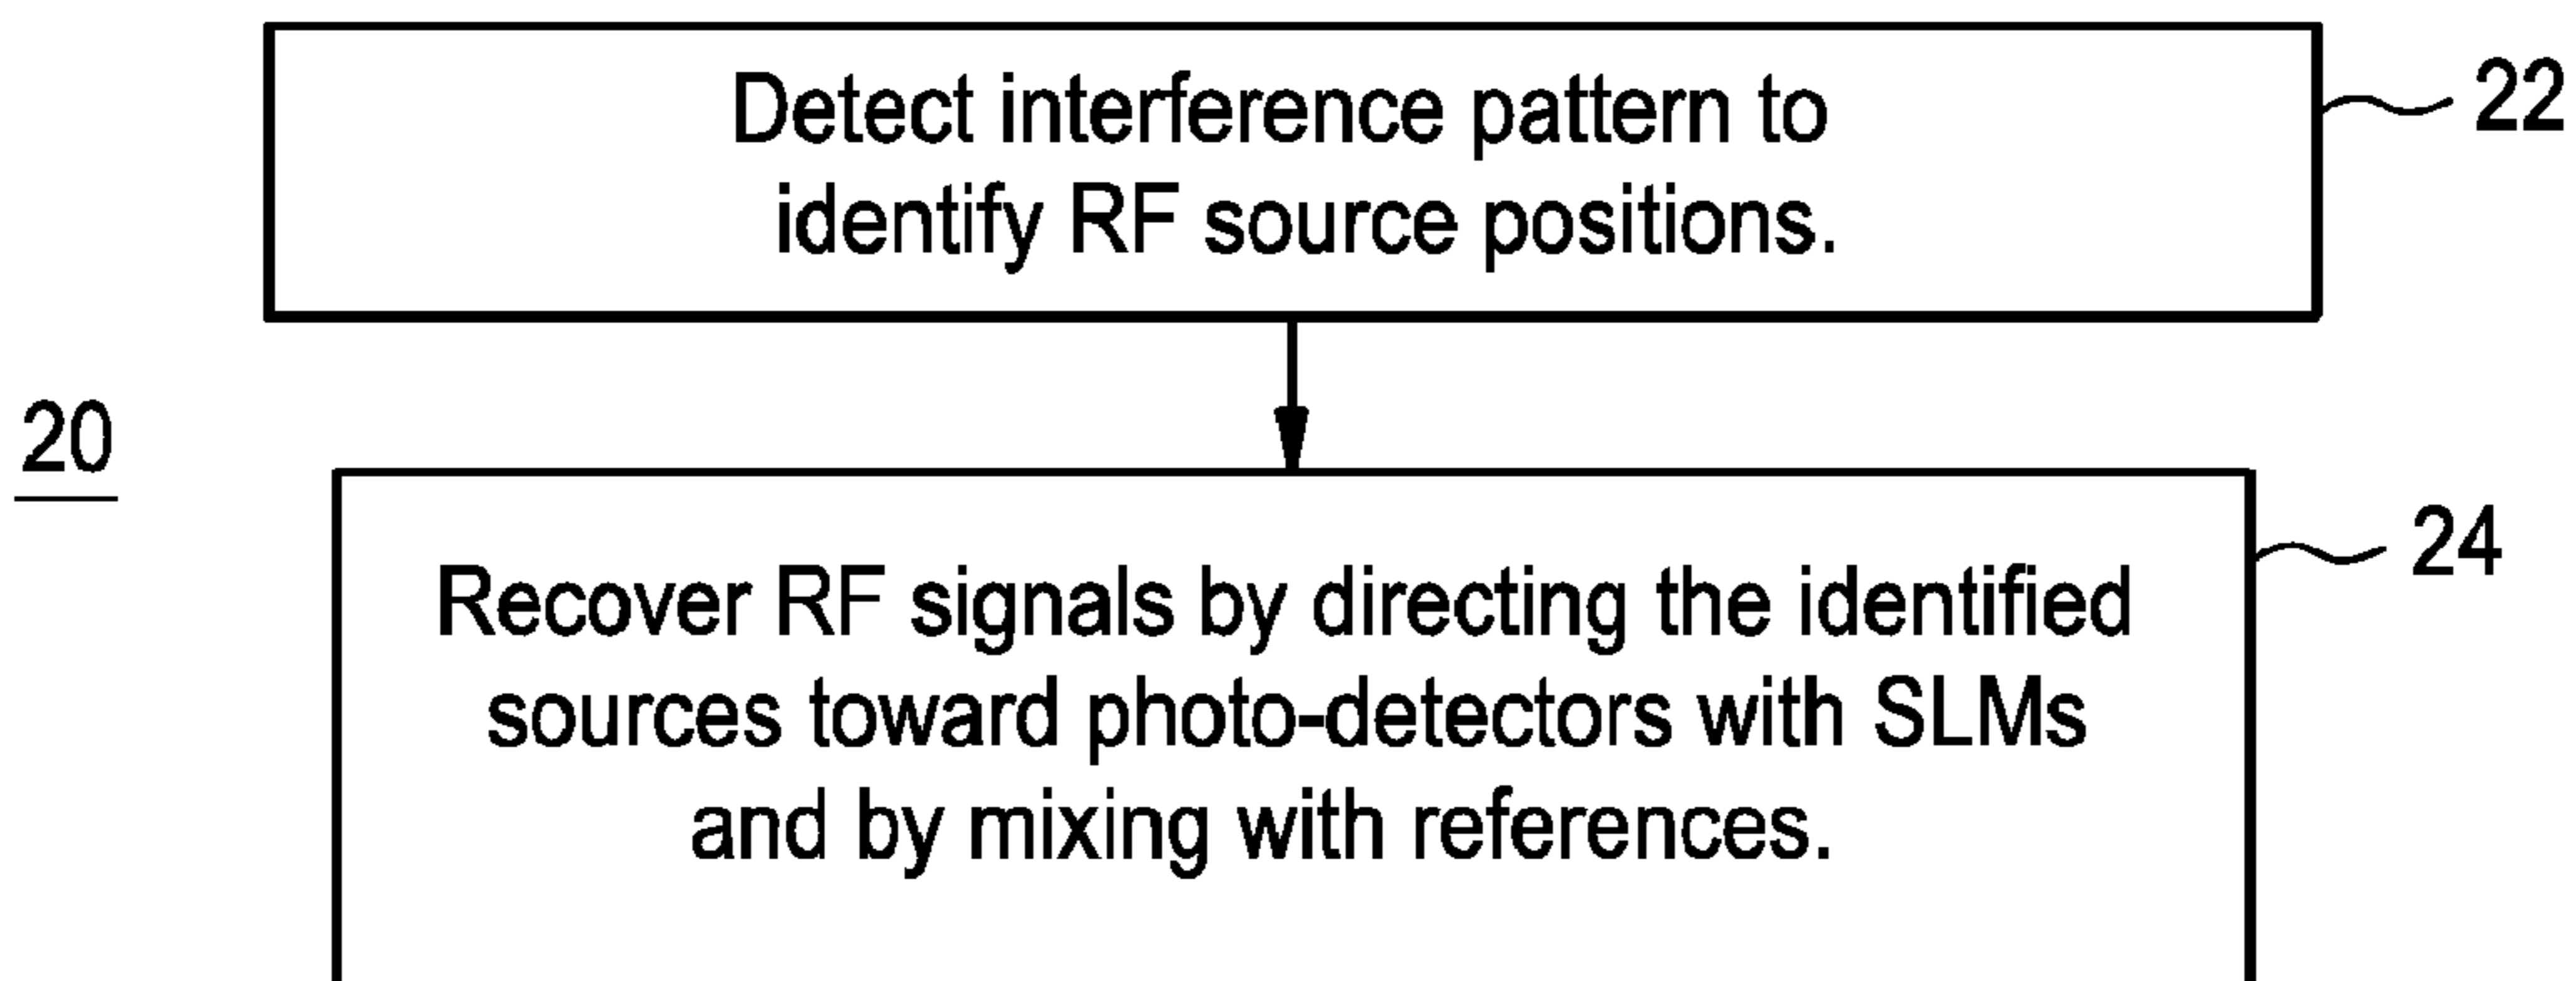 Detect interference pattern to
identify RF source positions.
22
20
Recover RF signals by directing the identified
sources toward photo-detectors with SLMs
and by mixing with references.
24